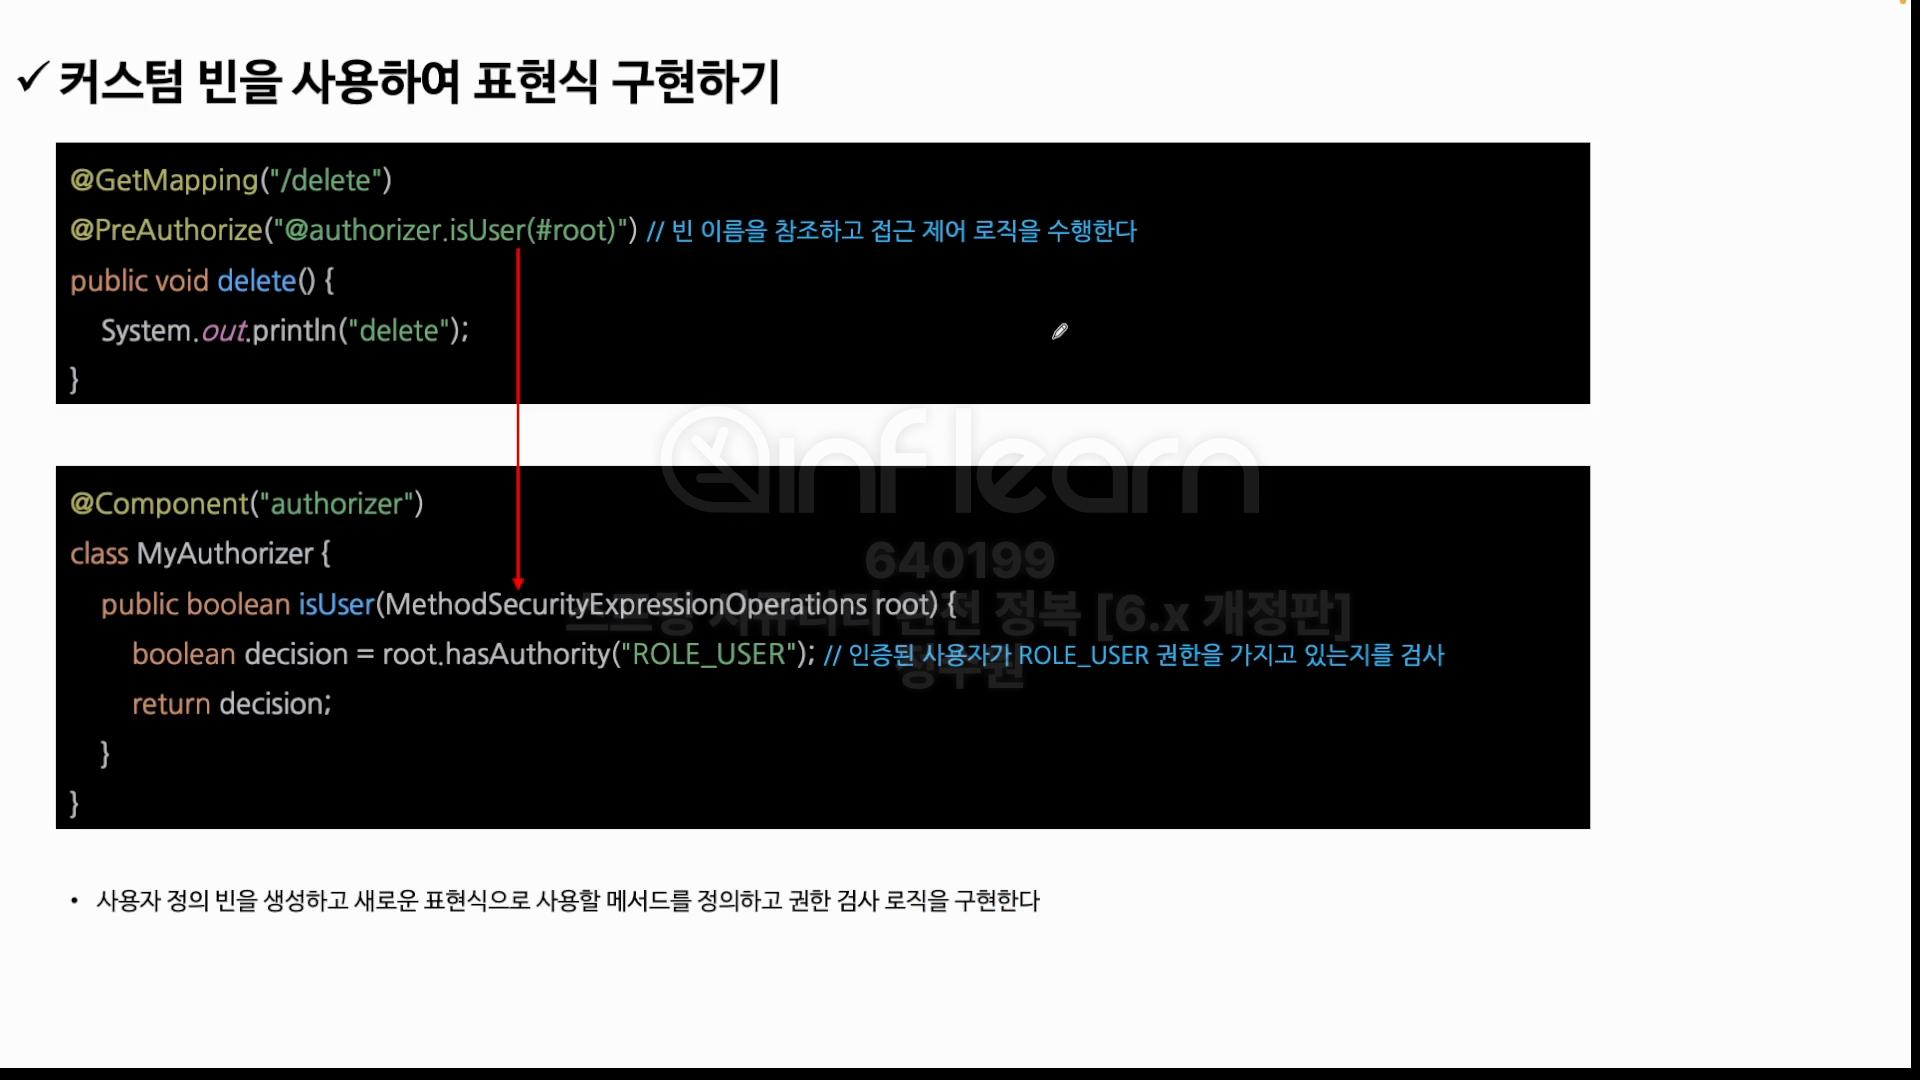 ✓ 커스텀 빈을 사용하여 표현식 구현하기
@GetMapping("/delete")
@PreAuthorize("@authorizer.isUser(#root)") // 빈 이름을 참조하고 접근 제어 로직을 수행한다
public void delete() {
System.out.println("delete");
}
inflearn
@Component("authorizer")
class MyAuthorizer {
640199
public boolean isUser(MethodSecurityExpressionOperations root) {
스프링 시큐리티 완전 정복 [6.x 개정판]
boolean decision = root.hasAuthority("ROLE_USER"); // 인증된 사용자가 ROLE_USER 권한을 가지고 있는지를 검사
return decision;
}
}
• 사용자 정의 빈을 생성하고 새로운 표현식으로 사용할 메서드를 정의하고 권한 검사 로직을 구현한다